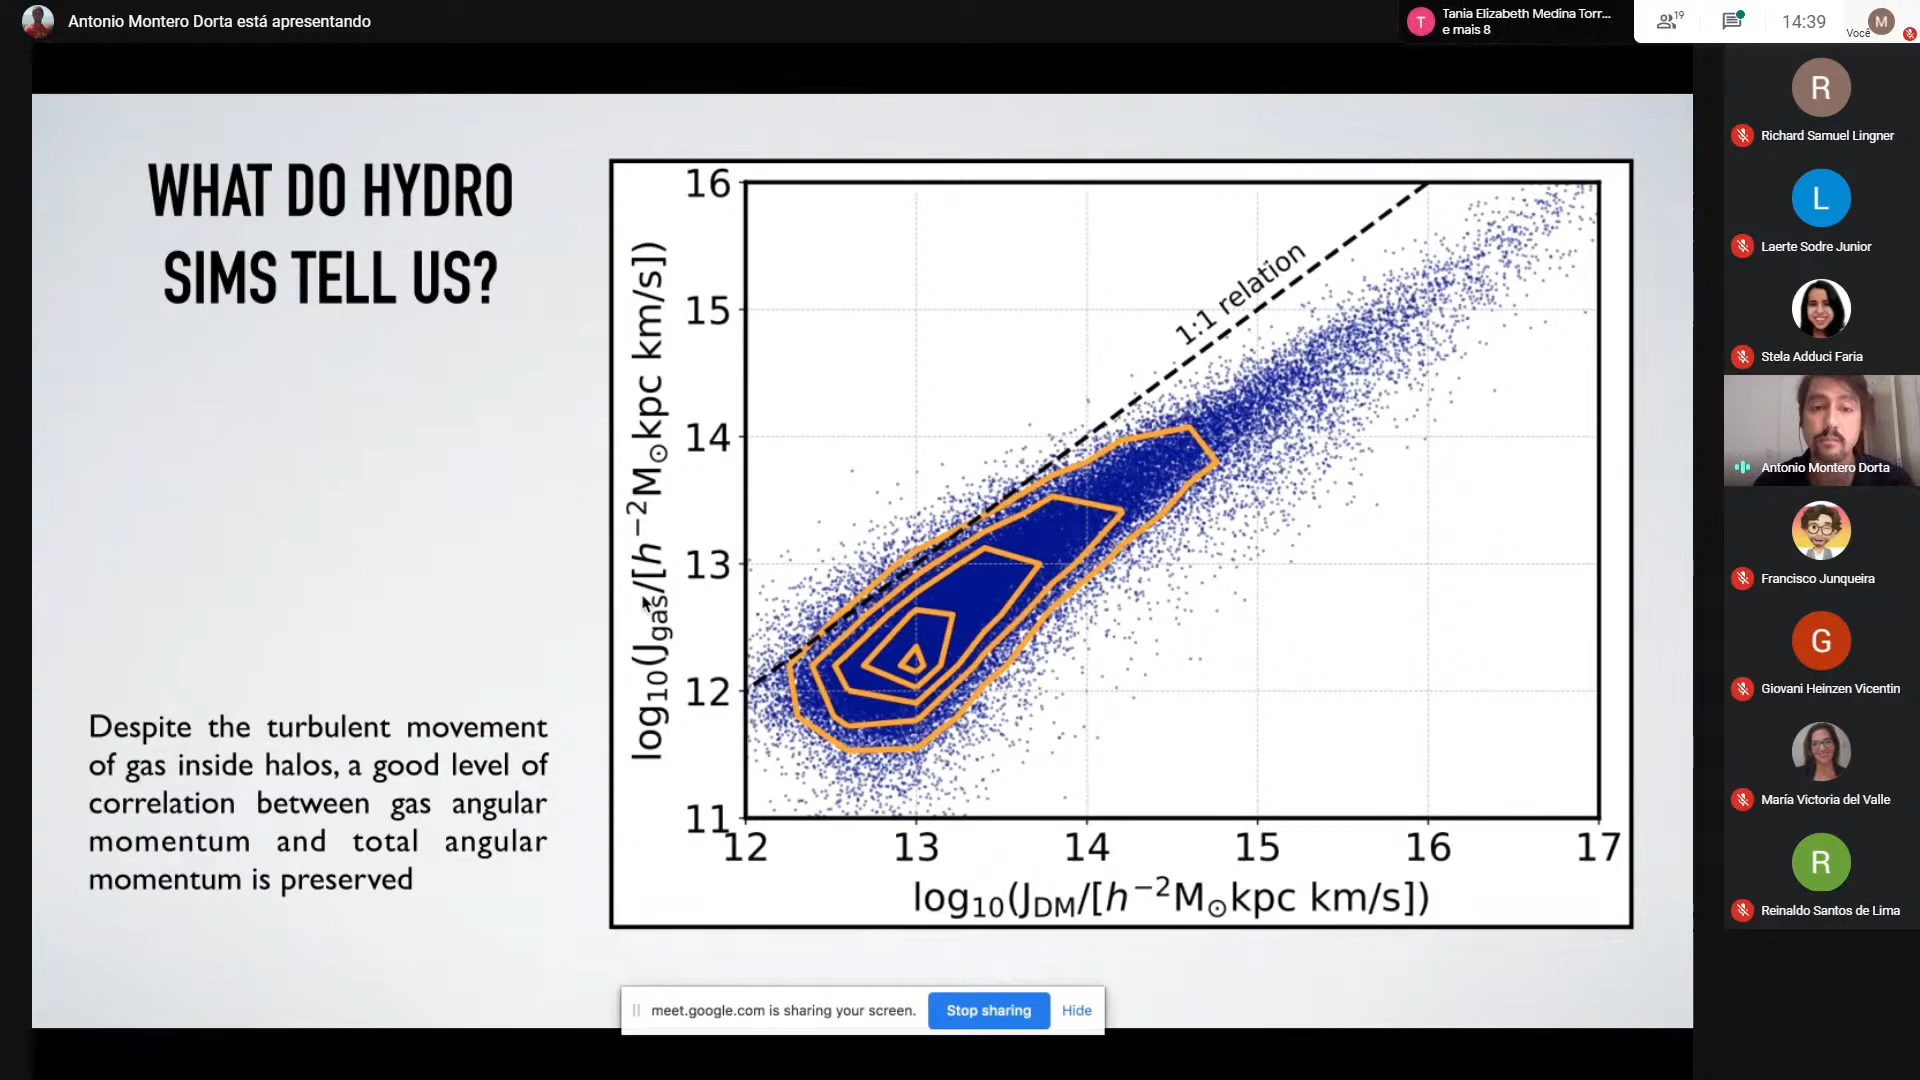 Antonio Montero Dorta está apresentando
T
Tania Elizabeth Medina Torr...
e mais 8
19
14:39
Você
M
WHAT DO HYDRO
SIMS TELL US?
Despite the turbulent movement
of gas inside halos, a good level of
correlation between gas angular
momentum and total angular
momentum is preserved
log₁₀(J_gas/[h⁻²M⊙kpc km/s])
16
15
14
13
12
11
1:1 relation
12 13 14 15 16 17
log₁₀(J_DM/[h⁻²M⊙kpc km/s])
meet.google.com is sharing your screen.
Stop sharing
Hide
R
Richard Samuel Lingner
L
Laerte Sodre Junior
Stela Adduci Faria
Antonio Montero Dorta
Francisco Junqueira
G
Giovani Heinzen Vicentin
María Victoria del Valle
R
Reinaldo Santos de Lima